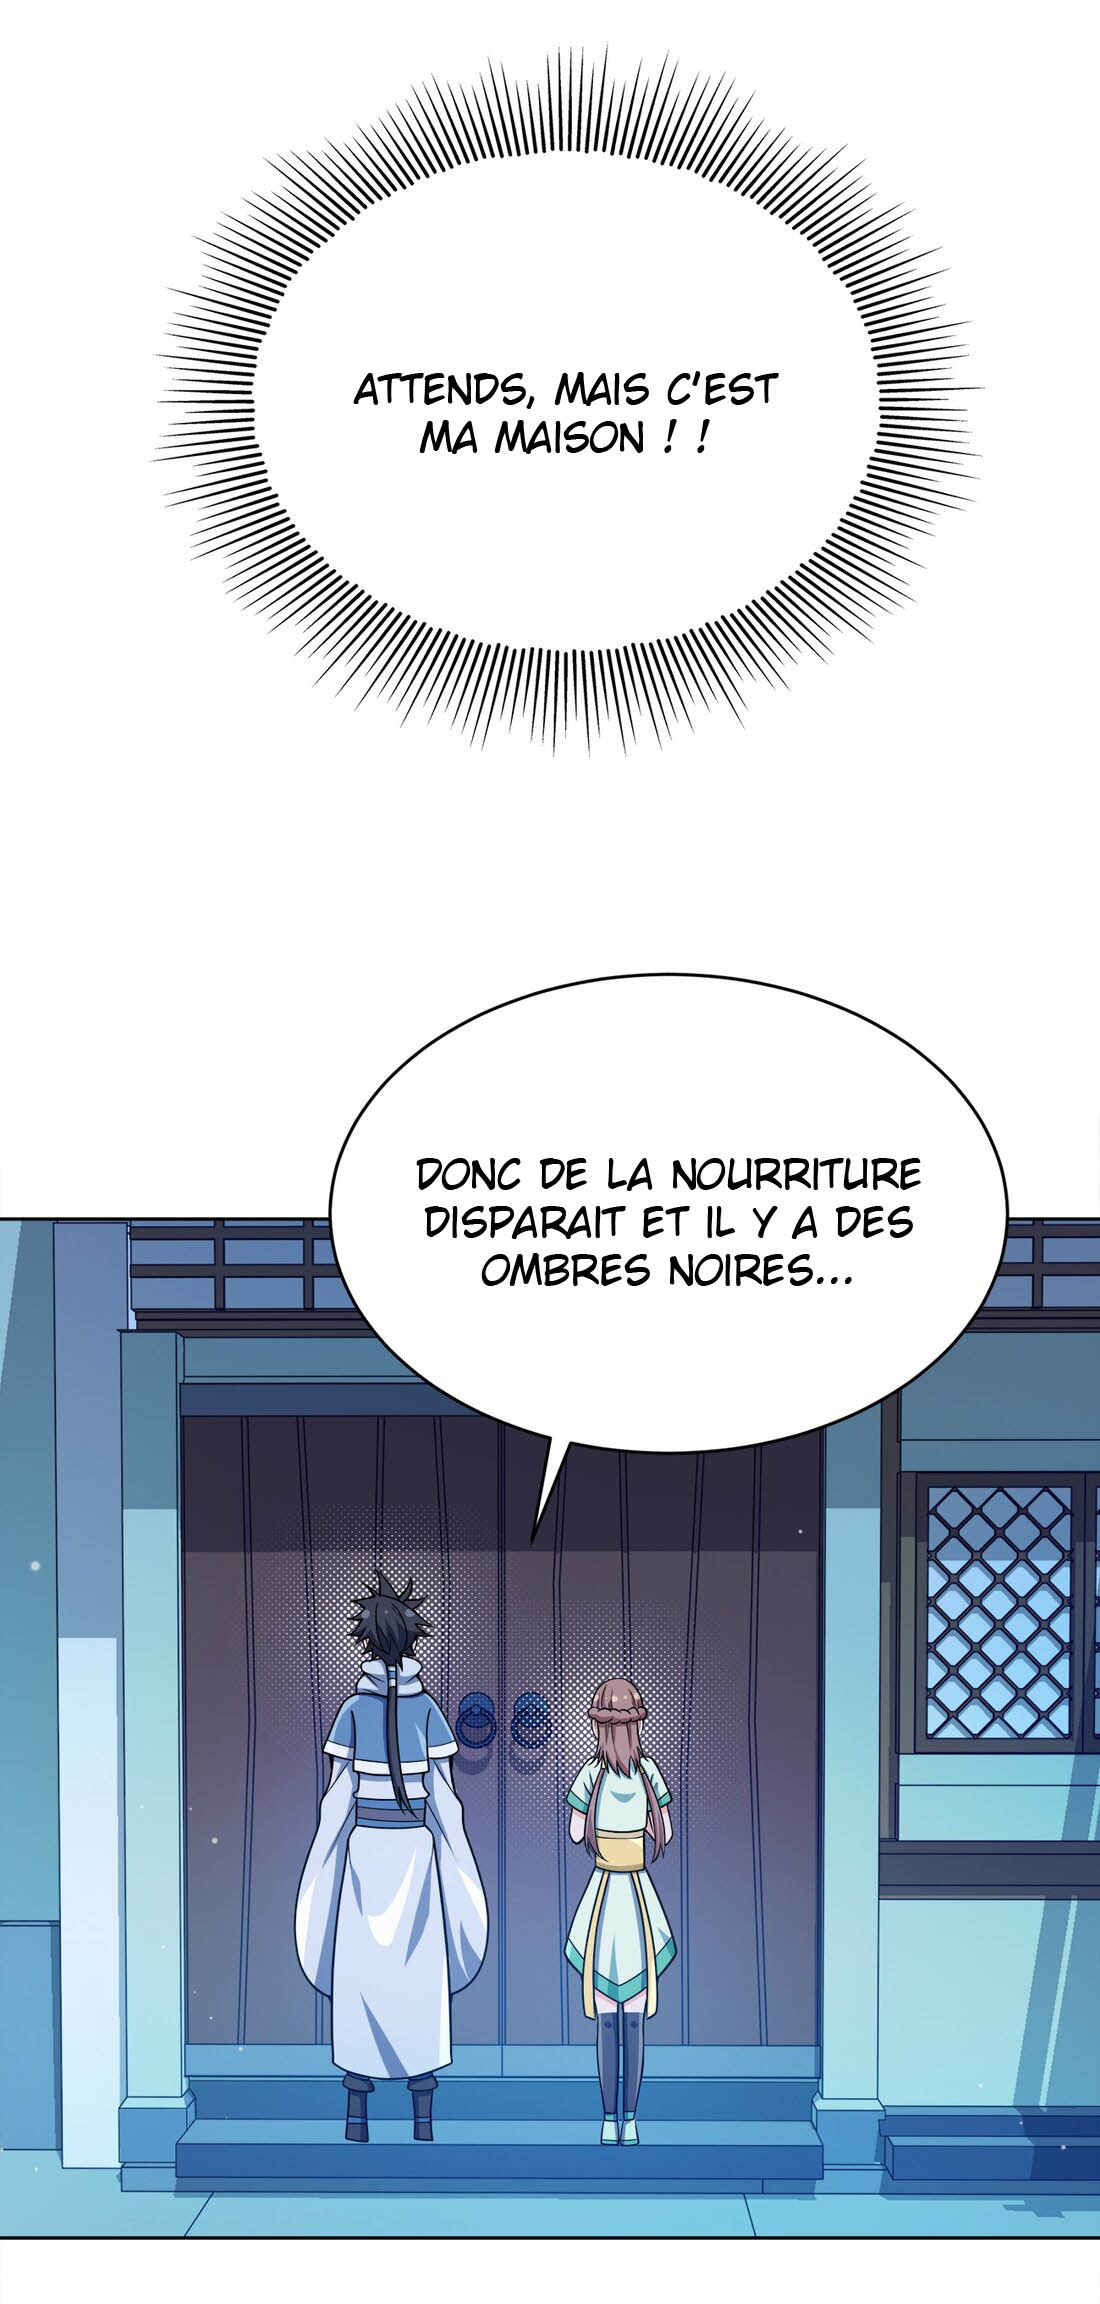 ATTENDS, MAIS C'EST
MA MAISON ! !
DONC DE LA NOURRITURE
DISPARAIT ET IL Y A DES
OMBRES NOIRES...